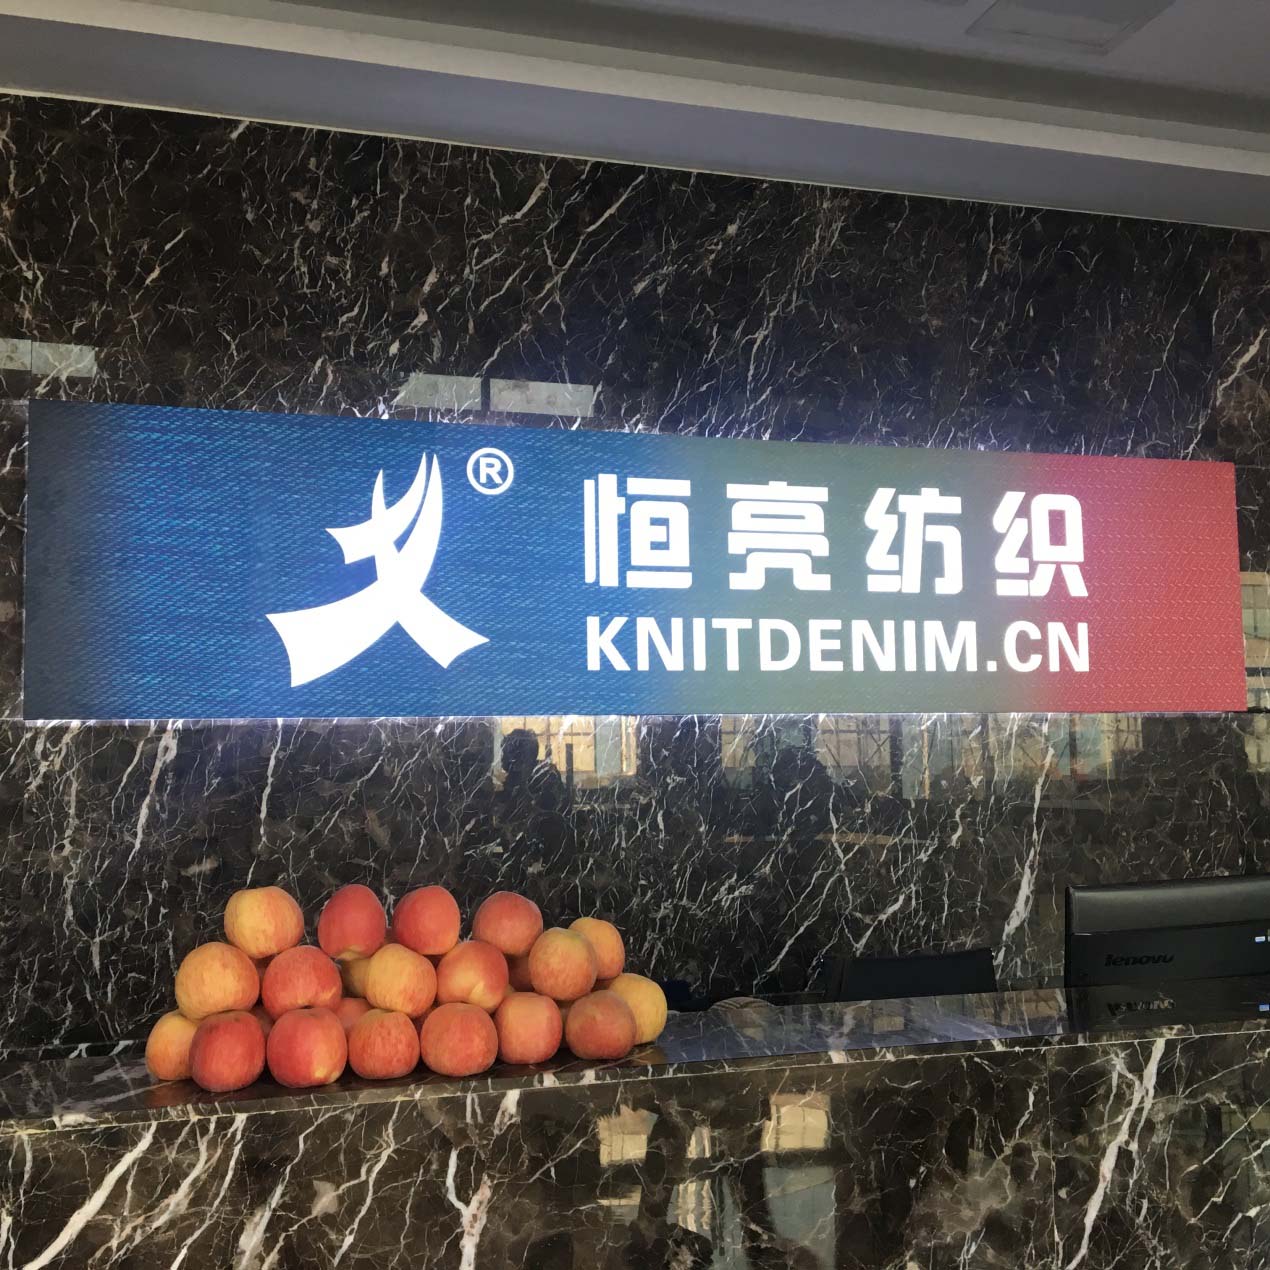 ®
恒亮纺织
KNITDENIM.CN
lenovo